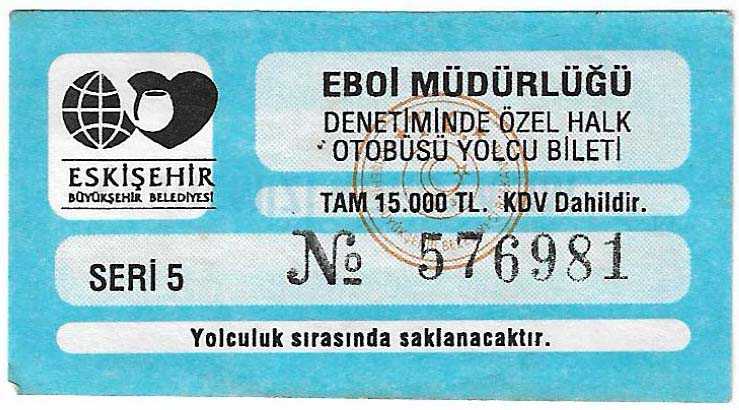 ESKİŞEHİR
BÜYÜKŞEHİR BELEDİYESİ
EBOİ MÜDÜRLÜĞÜ
DENETİMİNDE ÖZEL HALK
OTOBÜSÜ YOLCU BİLETİ
TAM 15.000 TL. KDV Dahildir.
SERİ 5
№ 576981
Yolculuk sırasında saklanacaktır.